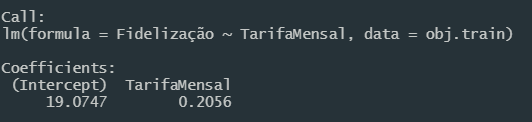 Call:
lm(formula = Fidelização ~ TarifaMensal, data = obj.train)
Coefficients:
(Intercept) TarifaMensal
19.0747 0.2056